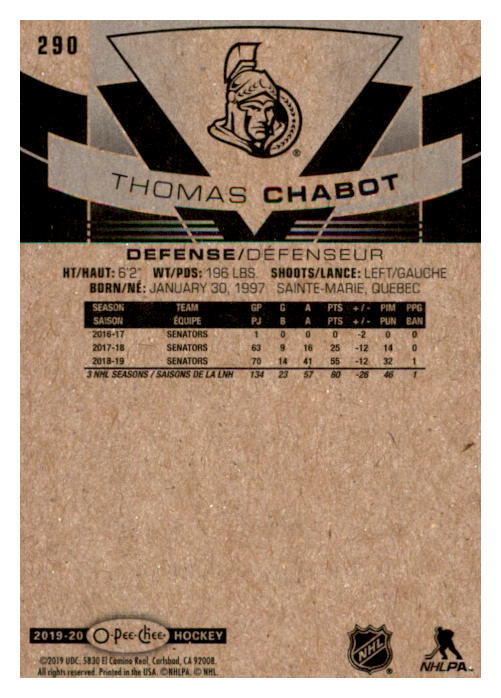 290
THOMAS CHABOT
DEFENSE/DÉFENSEUR
HT/HAUT: 6'2" WT/PDS: 196 LBS. SHOOTS/LANCE: LEFT/GAUCHE
BORN/NÉ: JANUARY 30, 1997 SAINTE-MARIE, QUEBEC
SEASON TEAM GP G A PTS +/- PIM PPG
SAISON ÉQUIPE PJ B A PTS +/- PUN BAN
2016-17 SENATORS 1 0 0 0 -2 0 0
2017-18 SENATORS 63 9 16 25 -12 14 0
2018-19 SENATORS 70 14 41 55 -12 32 1
3 NHL SEASONS / SAISONS DE LA LNH 134 23 57 80 -26 46 1
2019-20 O-Pee-Chee HOCKEY
©2019 UDC. 5830 El Camino Real, Carlsbad, CA 92008.
All rights reserved. Printed in the USA. ©NHLPA. © NHL.
NHL
NHLPA